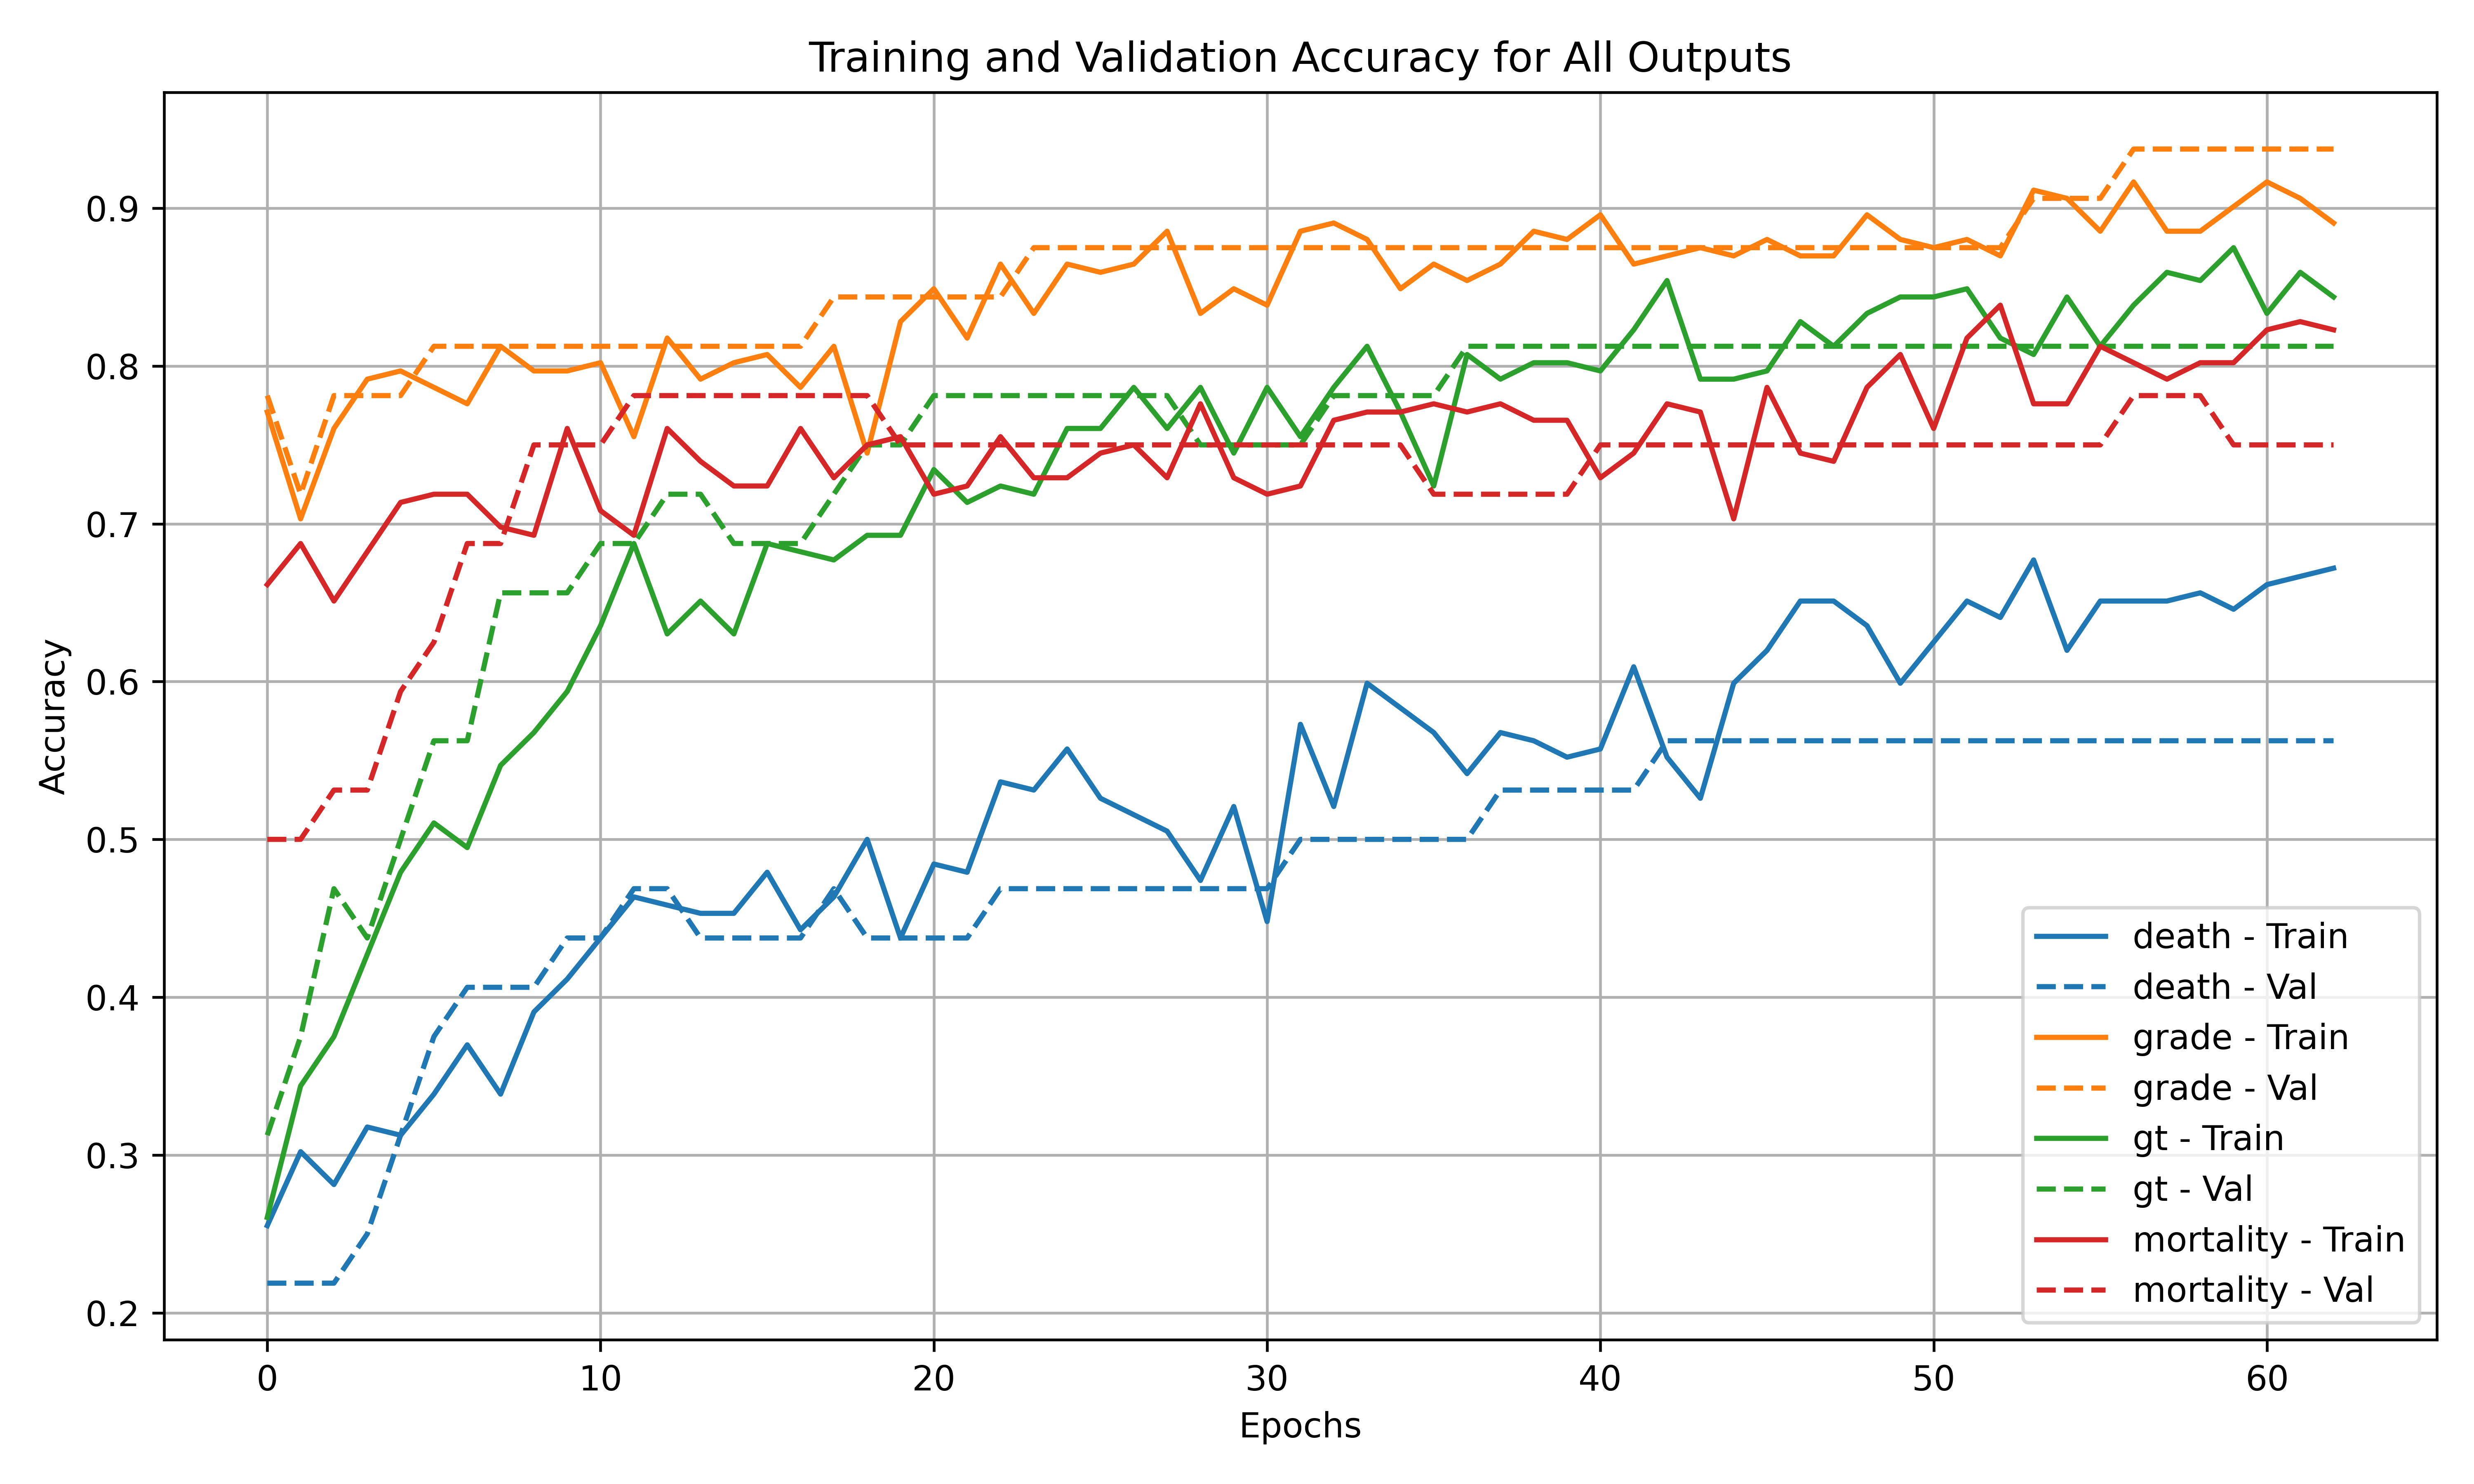 Training and Validation Accuracy for All Outputs
Accuracy
0.9
0.8
0.7
0.6
0.5
0.4
0.3
0.2
0 10 20 30 40 50 60
Epochs
death - Train
death - Val
grade - Train
grade - Val
gt - Train
gt - Val
mortality - Train
mortality - Val